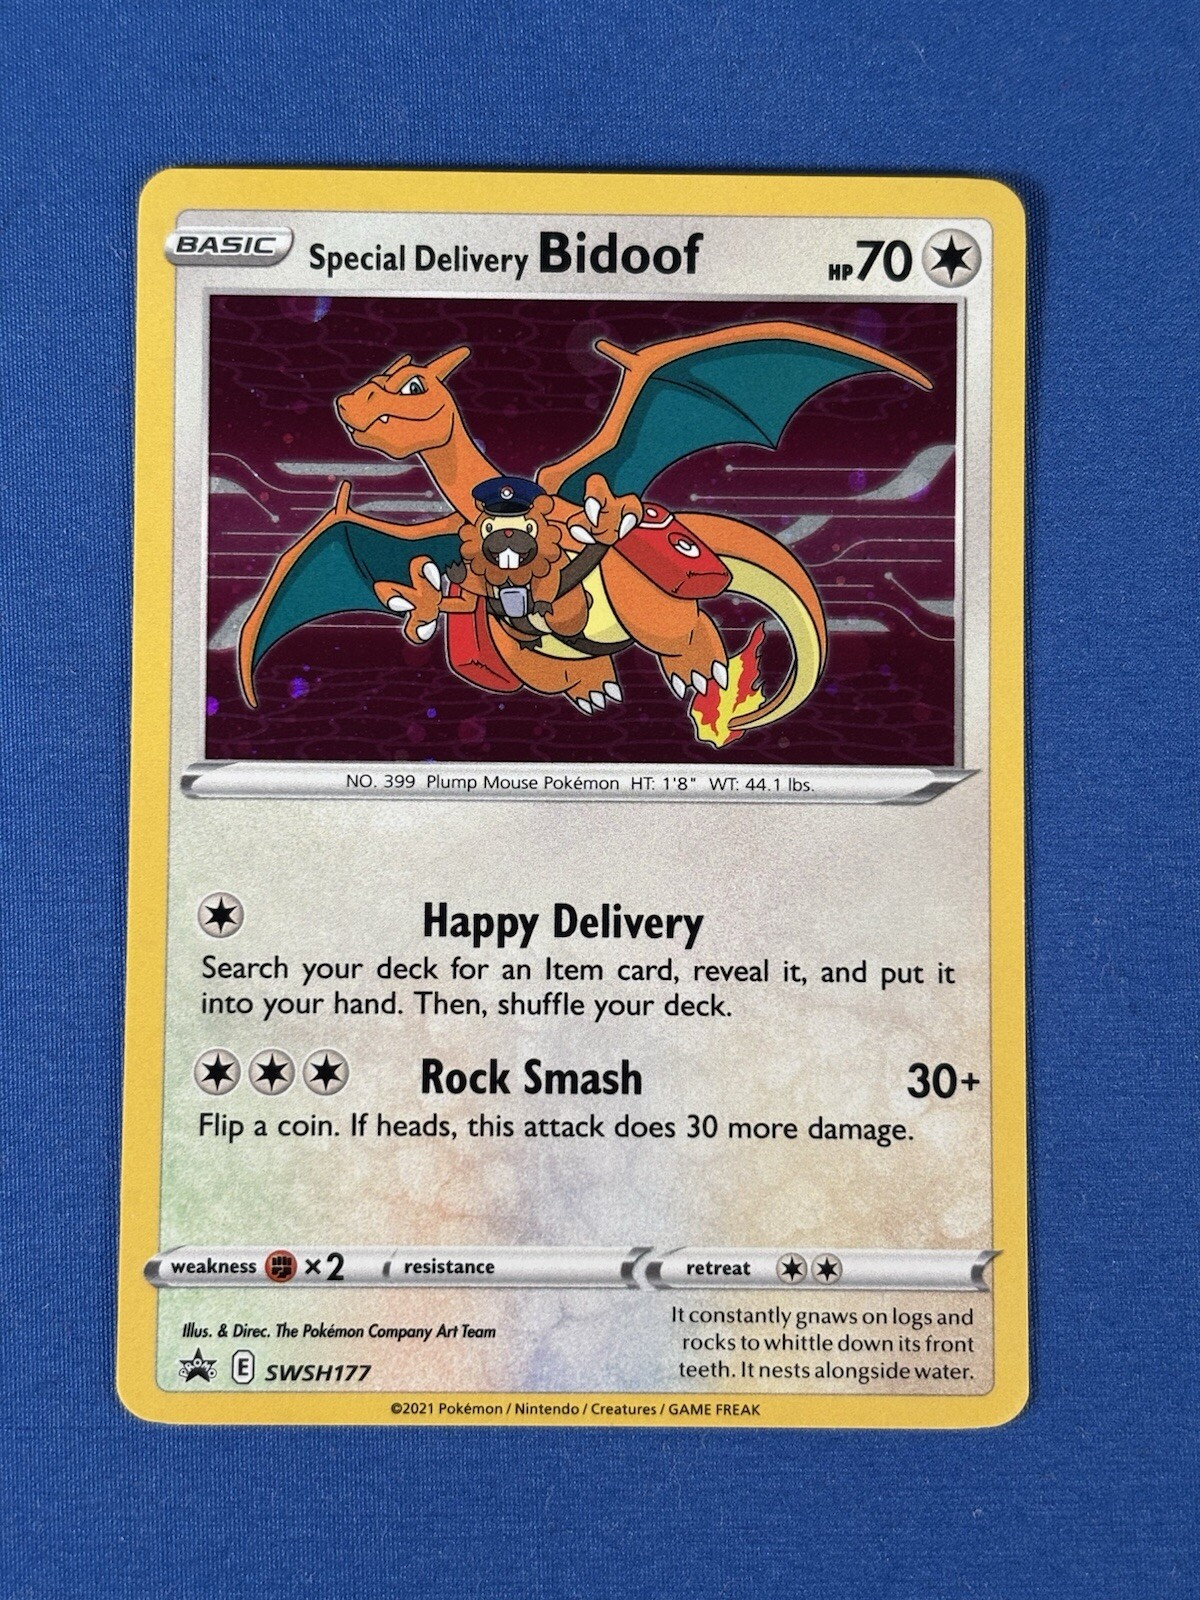 BASIC Special Delivery Bidoof HP 70
NO. 399 Plump Mouse Pokémon HT: 1'8" WT: 44.1 lbs.
Happy Delivery
Search your deck for an Item card, reveal it, and put it
into your hand. Then, shuffle your deck.
Rock Smash 30+
Flip a coin. If heads, this attack does 30 more damage.
weakness ×2 resistance retreat
It constantly gnaws on logs and
rocks to whittle down its front
teeth. It nests alongside water.
Illus. & Direc. The Pokémon Company Art Team
PROMO E SWSH177
©2021 Pokémon / Nintendo / Creatures / GAME FREAK